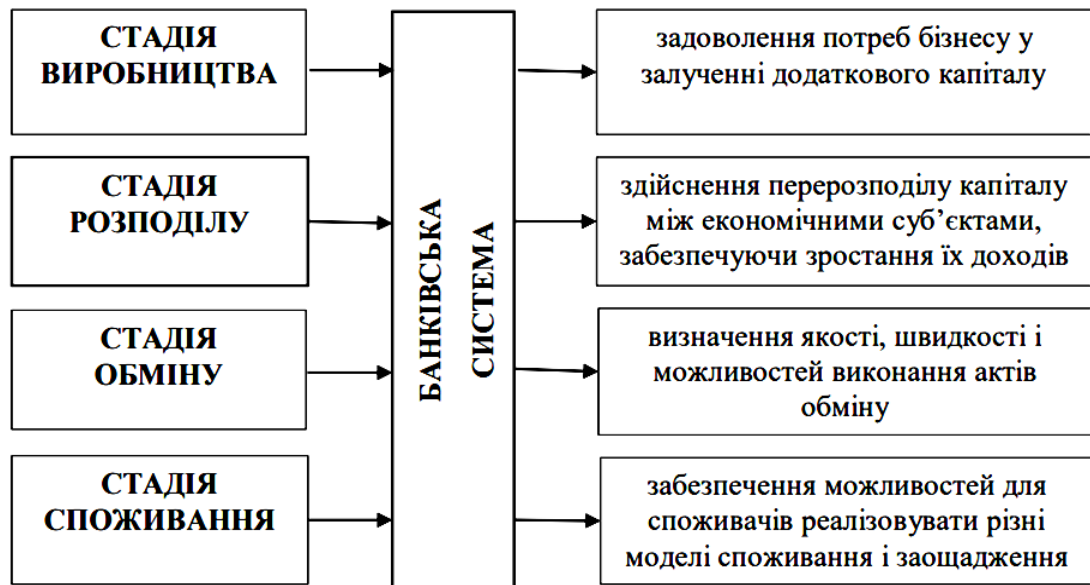 СТАДІЯ
ВИРОБНИЦТВА
задоволення потреб бізнесу у
залученні додаткового капіталу
СТАДІЯ
РОЗПОДІЛУ
здійснення перерозподілу капіталу
між економічними суб’єктами,
забезпечуючи зростання їх доходів
БАНКІВСЬКА
СИСТЕМА
СТАДІЯ
ОБМІНУ
визначення якості, швидкості і
можливостей виконання актів
обміну
СТАДІЯ
СПОЖИВАННЯ
забезпечення можливостей для
споживачів реалізовувати різні
моделі споживання і заощадження